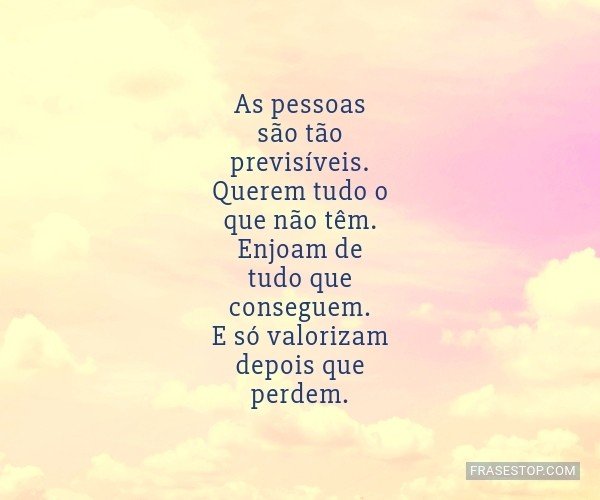 As pessoas
são tão
previsíveis.
Querem tudo o
que não têm.
Enjoam de
tudo que
conseguem.
E só valorizam
depois que
perdem.
FRASESTOP.COM